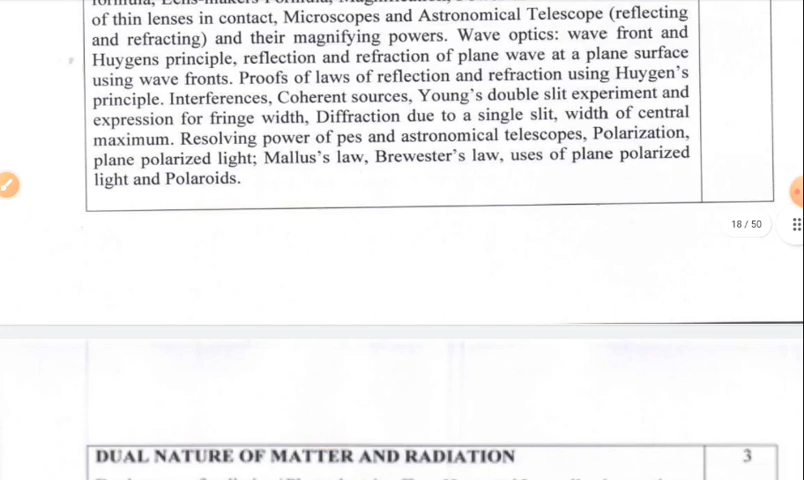 of thin lenses in contact, Microscopes and Astronomical Telescope (reflecting
and refracting) and their magnifying powers. Wave optics: wave front and
Huygens principle, reflection and refraction of plane wave at a plane surface
using wave fronts. Proofs of laws of reflection and refraction using Huygen's
principle. Interferences, Coherent sources, Young's double slit experiment and
expression for fringe width, Diffraction due to a single slit, width of central
maximum. Resolving power of pes and astronomical telescopes, Polarization,
plane polarized light; Mallus's law, Brewester's law, uses of plane polarized
light and Polaroids.
18 / 50
DUAL NATURE OF MATTER AND RADIATION 3